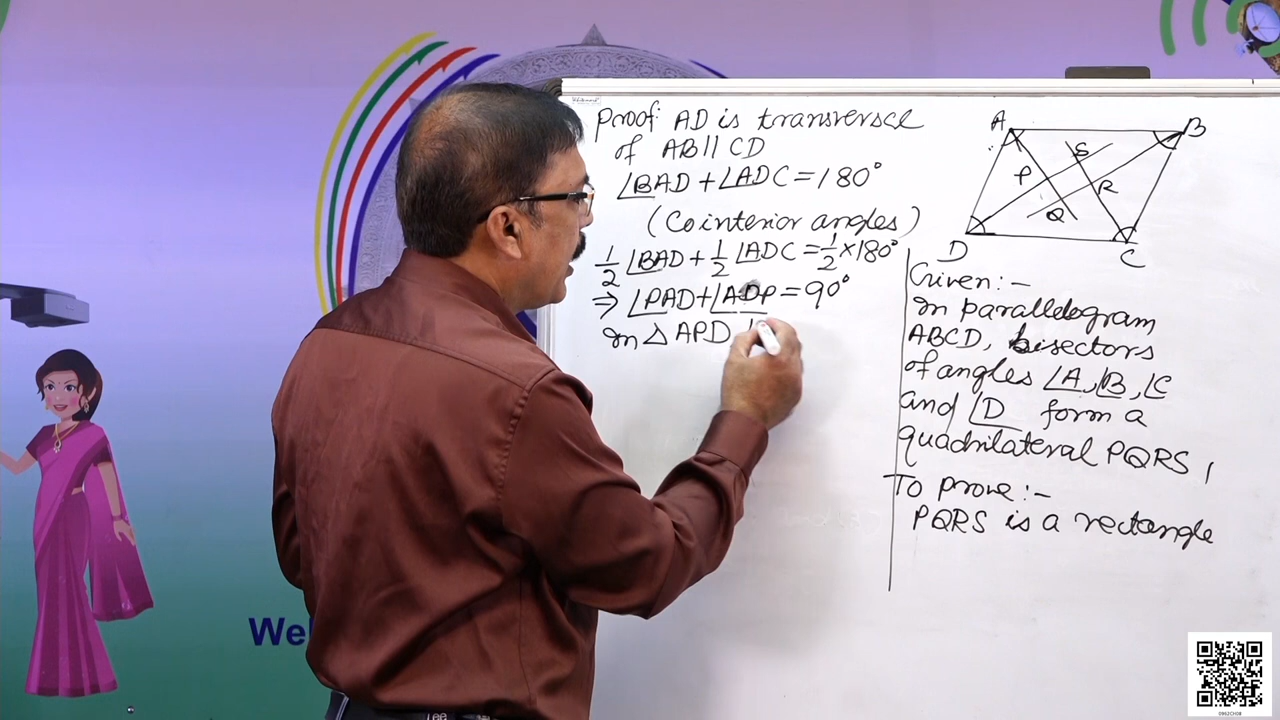 Proof: AD is transversal
of AB || CD
∠BAD + ∠ADC = 180°
(Cointerior angles)
1/2 ∠BAD + 1/2 ∠ADC = 1/2 × 180°
⇒ ∠PAD + ∠ADP = 90°
In △ APD
A
B
S
P
R
Q
D
C
Given :-
In paralldegram
ABCD, bisectors
of angles ∠A, ∠B, ∠C
and ∠D form a
quadrilateral PQRS,
To prove :-
PQRS is a rectangle
Wel
0962CH08